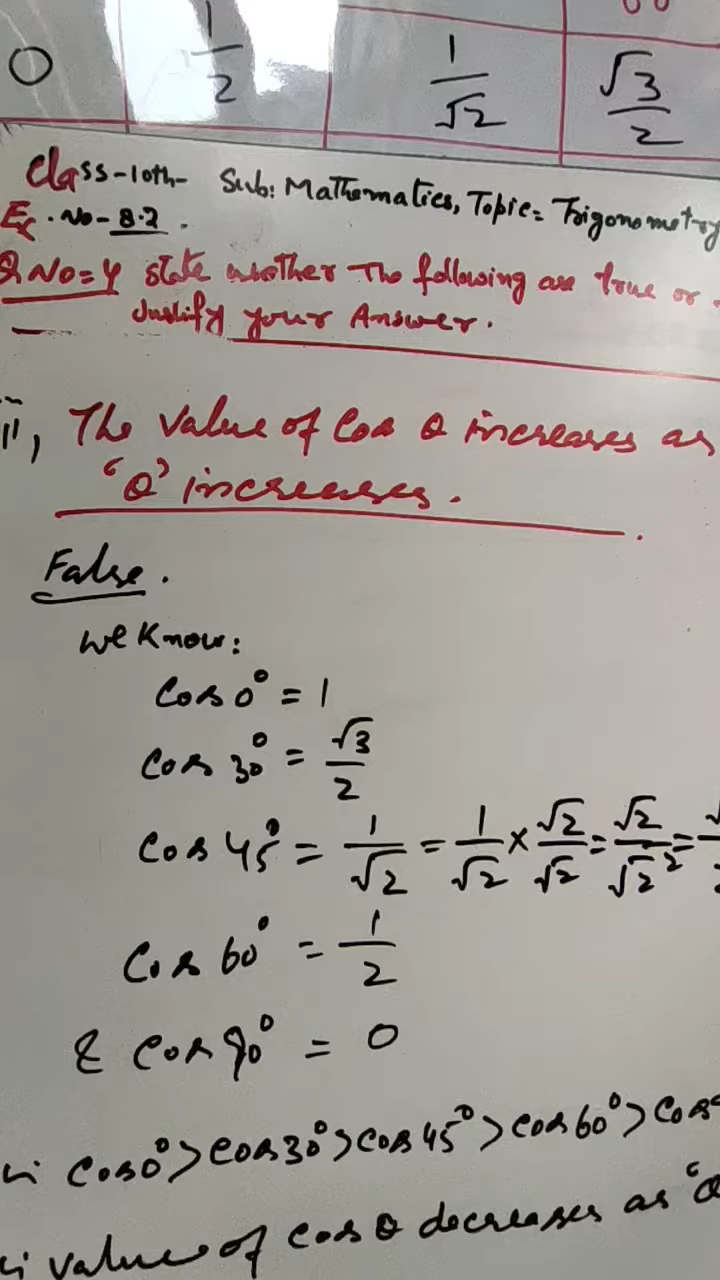 0 1/2 1/√2 √3/2
Class-10th- Sub: Mathematics, Topic= Trigonometry
Ex. No- 8.2.
Q No=4 state whother The following are true or
Justify your Answer.
ii, The value of Cos θ increases as
'θ' increases.
False.
We Know:
Cos 0° = 1
Cos 30° = √3/2
Cos 45° = 1/√2 = 1/√2 × √2/√2 = √2/√2² =
Cos 60° = 1/2
& Cos 90° = 0
Cos 0° > Cos 30° > Cos 45° > Cos 60° > Cos
value of Cos θ decreases as